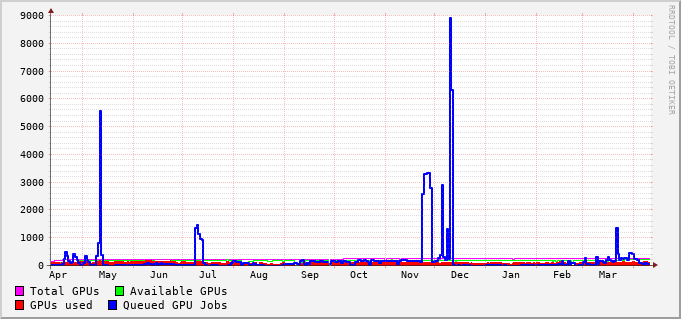 9000
8000
7000
6000
5000
4000
3000
2000
1000
0
Apr May Jun Jul Aug Sep Oct Nov Dec Jan Feb Mar
Total GPUs Available GPUs
GPUs used Queued GPU Jobs
RRDTOOL / TOBI OETIKER